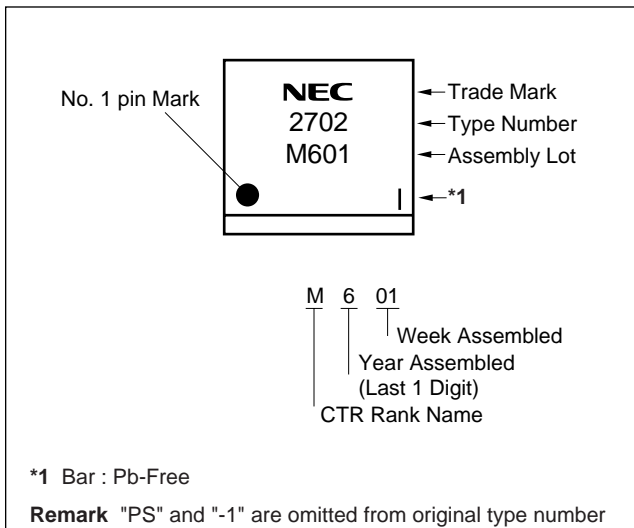 No. 1 pin Mark
NEC
2702
M601
Trade Mark
Type Number
Assembly Lot
*1
M 6 01
Week Assembled
Year Assembled
(Last 1 Digit)
CTR Rank Name
*1 Bar : Pb-Free
Remark "PS" and "-1" are omitted from original type number